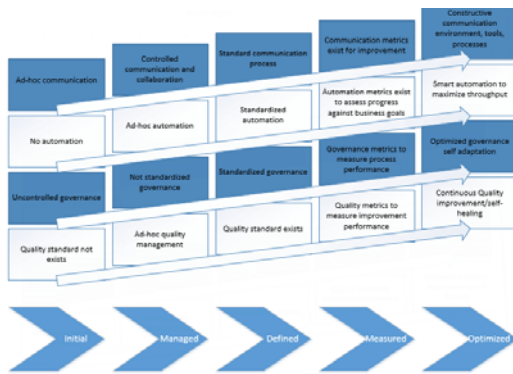 Ad-hoc communication
No automation
Uncontrolled governance
Quality standard not
exists
Controlled
communication and
collaboration
Ad-hoc automation
Not standardized
governance
Ad-hoc quality
management
Standard communication
process
Standardized
automation
Standardized governance
Quality standard exists
Communication metrics
exist for improvement
Automation metrics exist
to assess progress
against business goals
Governance metrics to
measure process
performance
Quality metrics to
measure improvement
performance
Constructive
communication
environment, tools,
processes
Smart automation to
maximize throughput
Optimized governance
self adaptation
Continuous Quality
improvement/self-
healing
Initial
Managed
Defined
Measured
Optimized